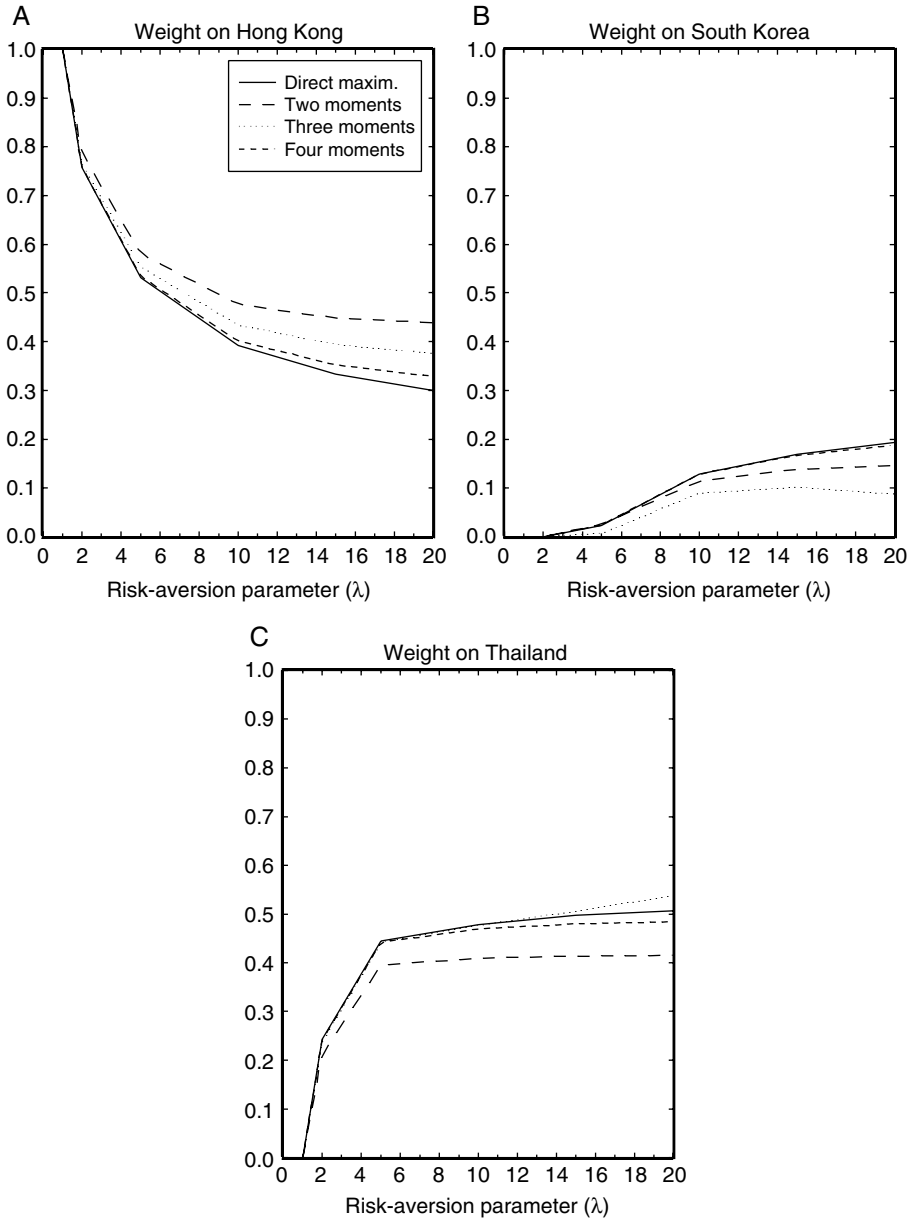 A
Weight on Hong Kong
1.0
0.9
0.8
0.7
0.6
0.5
0.4
0.3
0.2
0.1
0.0
0 2 4 6 8 10 12 14 16 18 20
Risk-aversion parameter (λ)
Direct maxim.
Two moments
Three moments
Four moments
B
Weight on South Korea
1.0
0.9
0.8
0.7
0.6
0.5
0.4
0.3
0.2
0.1
0.0
0 2 4 6 8 10 12 14 16 18 20
Risk-aversion parameter (λ)
C
Weight on Thailand
1.0
0.9
0.8
0.7
0.6
0.5
0.4
0.3
0.2
0.1
0.0
0 2 4 6 8 10 12 14 16 18 20
Risk-aversion parameter (λ)